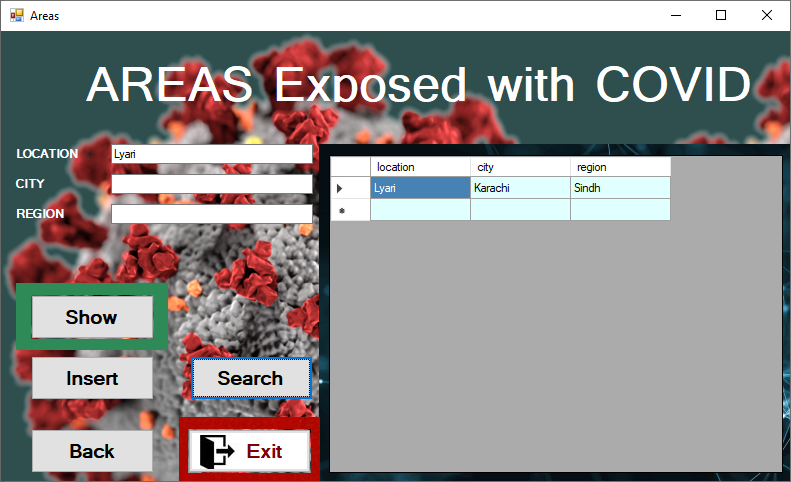 Areas
AREAS Exposed with COVID
LOCATION Lyari
CITY
REGION
location city region
Lyari Karachi Sindh
Show
Insert Search
Back Exit